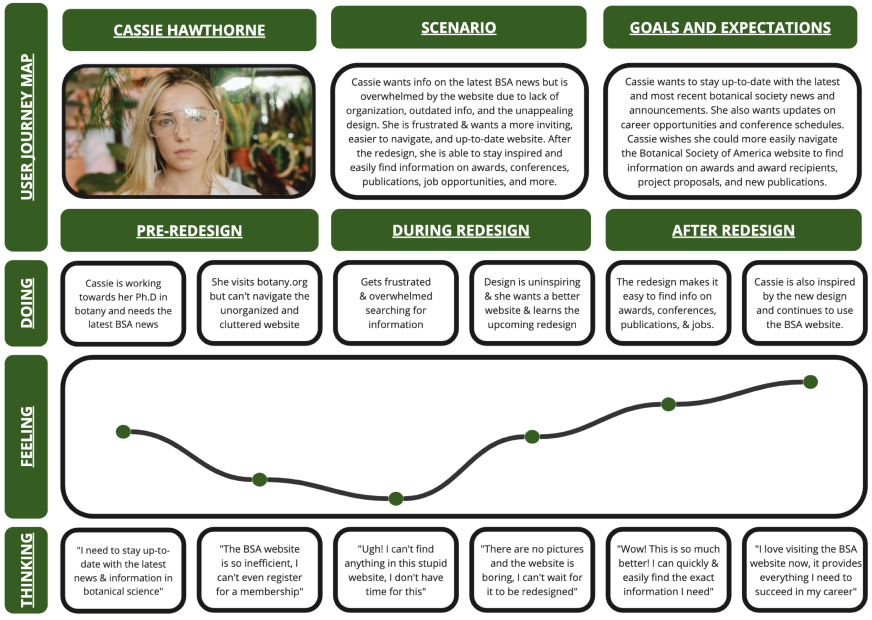 USER JOURNEY MAP
CASSIE HAWTHORNE
SCENARIO
Cassie wants info on the latest BSA news but is
overwhelmed by the website due to lack of
organization, outdated info, and the unappealing
design. She is frustrated & wants a more inviting,
easier to navigate, and up-to-date website. After
the redesign, she is able to stay inspired and
easily find information on awards, conferences,
publications, job opportunities, and more.
GOALS AND EXPECTATIONS
Cassie wants to stay up-to-date with the latest
and most recent botanical society news and
announcements. She also wants updates on
career opportunities and conference schedules.
Cassie wishes she could more easily navigate
the Botanical Society of America website to find
information on awards and award recipients,
project proposals, and new publications.
PRE-REDESIGN
DURING REDESIGN
AFTER REDESIGN
DOING
Cassie is working
towards her Ph.D in
botany and needs the
latest BSA news
She visits botany.org
but can't navigate the
unorganized and
cluttered website
Gets frustrated
& overwhelmed
searching for
information
Design is uninspiring
& she wants a better
website & learns the
upcoming redesign
The redesign makes it
easy to find info on
awards, conferences,
publications, & jobs.
Cassie is also inspired
by the new design
and continues to use
the BSA website.
FEELING
THINKING
"I need to stay up-to-
date with the latest
news & information in
botanical science"
"The BSA website
is so inefficient, I
can't even register
for a membership"
"Ugh! I can't find
anything in this stupid
website, I don't have
time for this"
"There are no pictures
and the website is
boring, I can't wait for
it to be redesigned"
"Wow! This is so much
better! I can quickly &
easily find the exact
information I need"
"I love visiting the BSA
website now, it provides
everything I need to
succeed in my career"